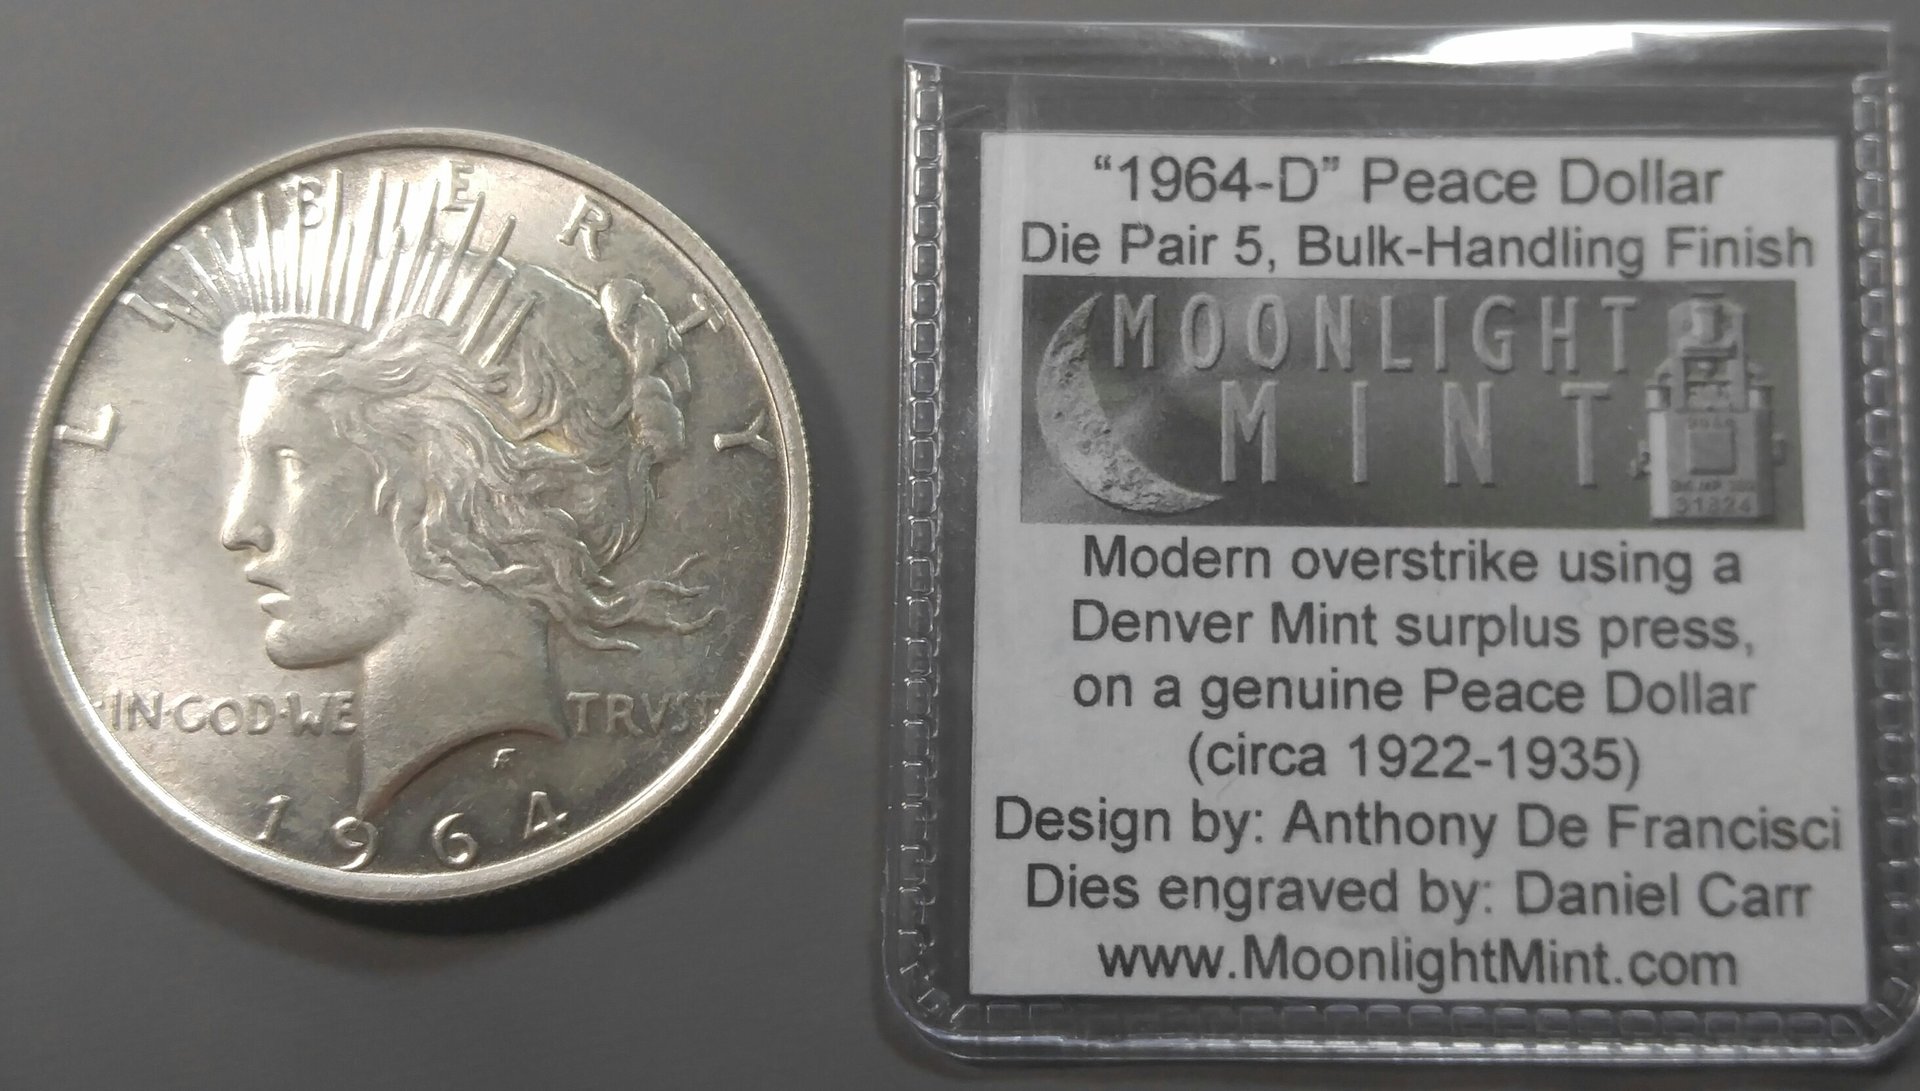 LIBERTY
IN·GOD·WE TRVST·
1964
“1964-D” Peace Dollar
Die Pair 5, Bulk-Handling Finish
MOONLIGHT
MINT
31824
Modern overstrike using a
Denver Mint surplus press,
on a genuine Peace Dollar
(circa 1922-1935)
Design by: Anthony De Francisci
Dies engraved by: Daniel Carr
www.MoonlightMint.com